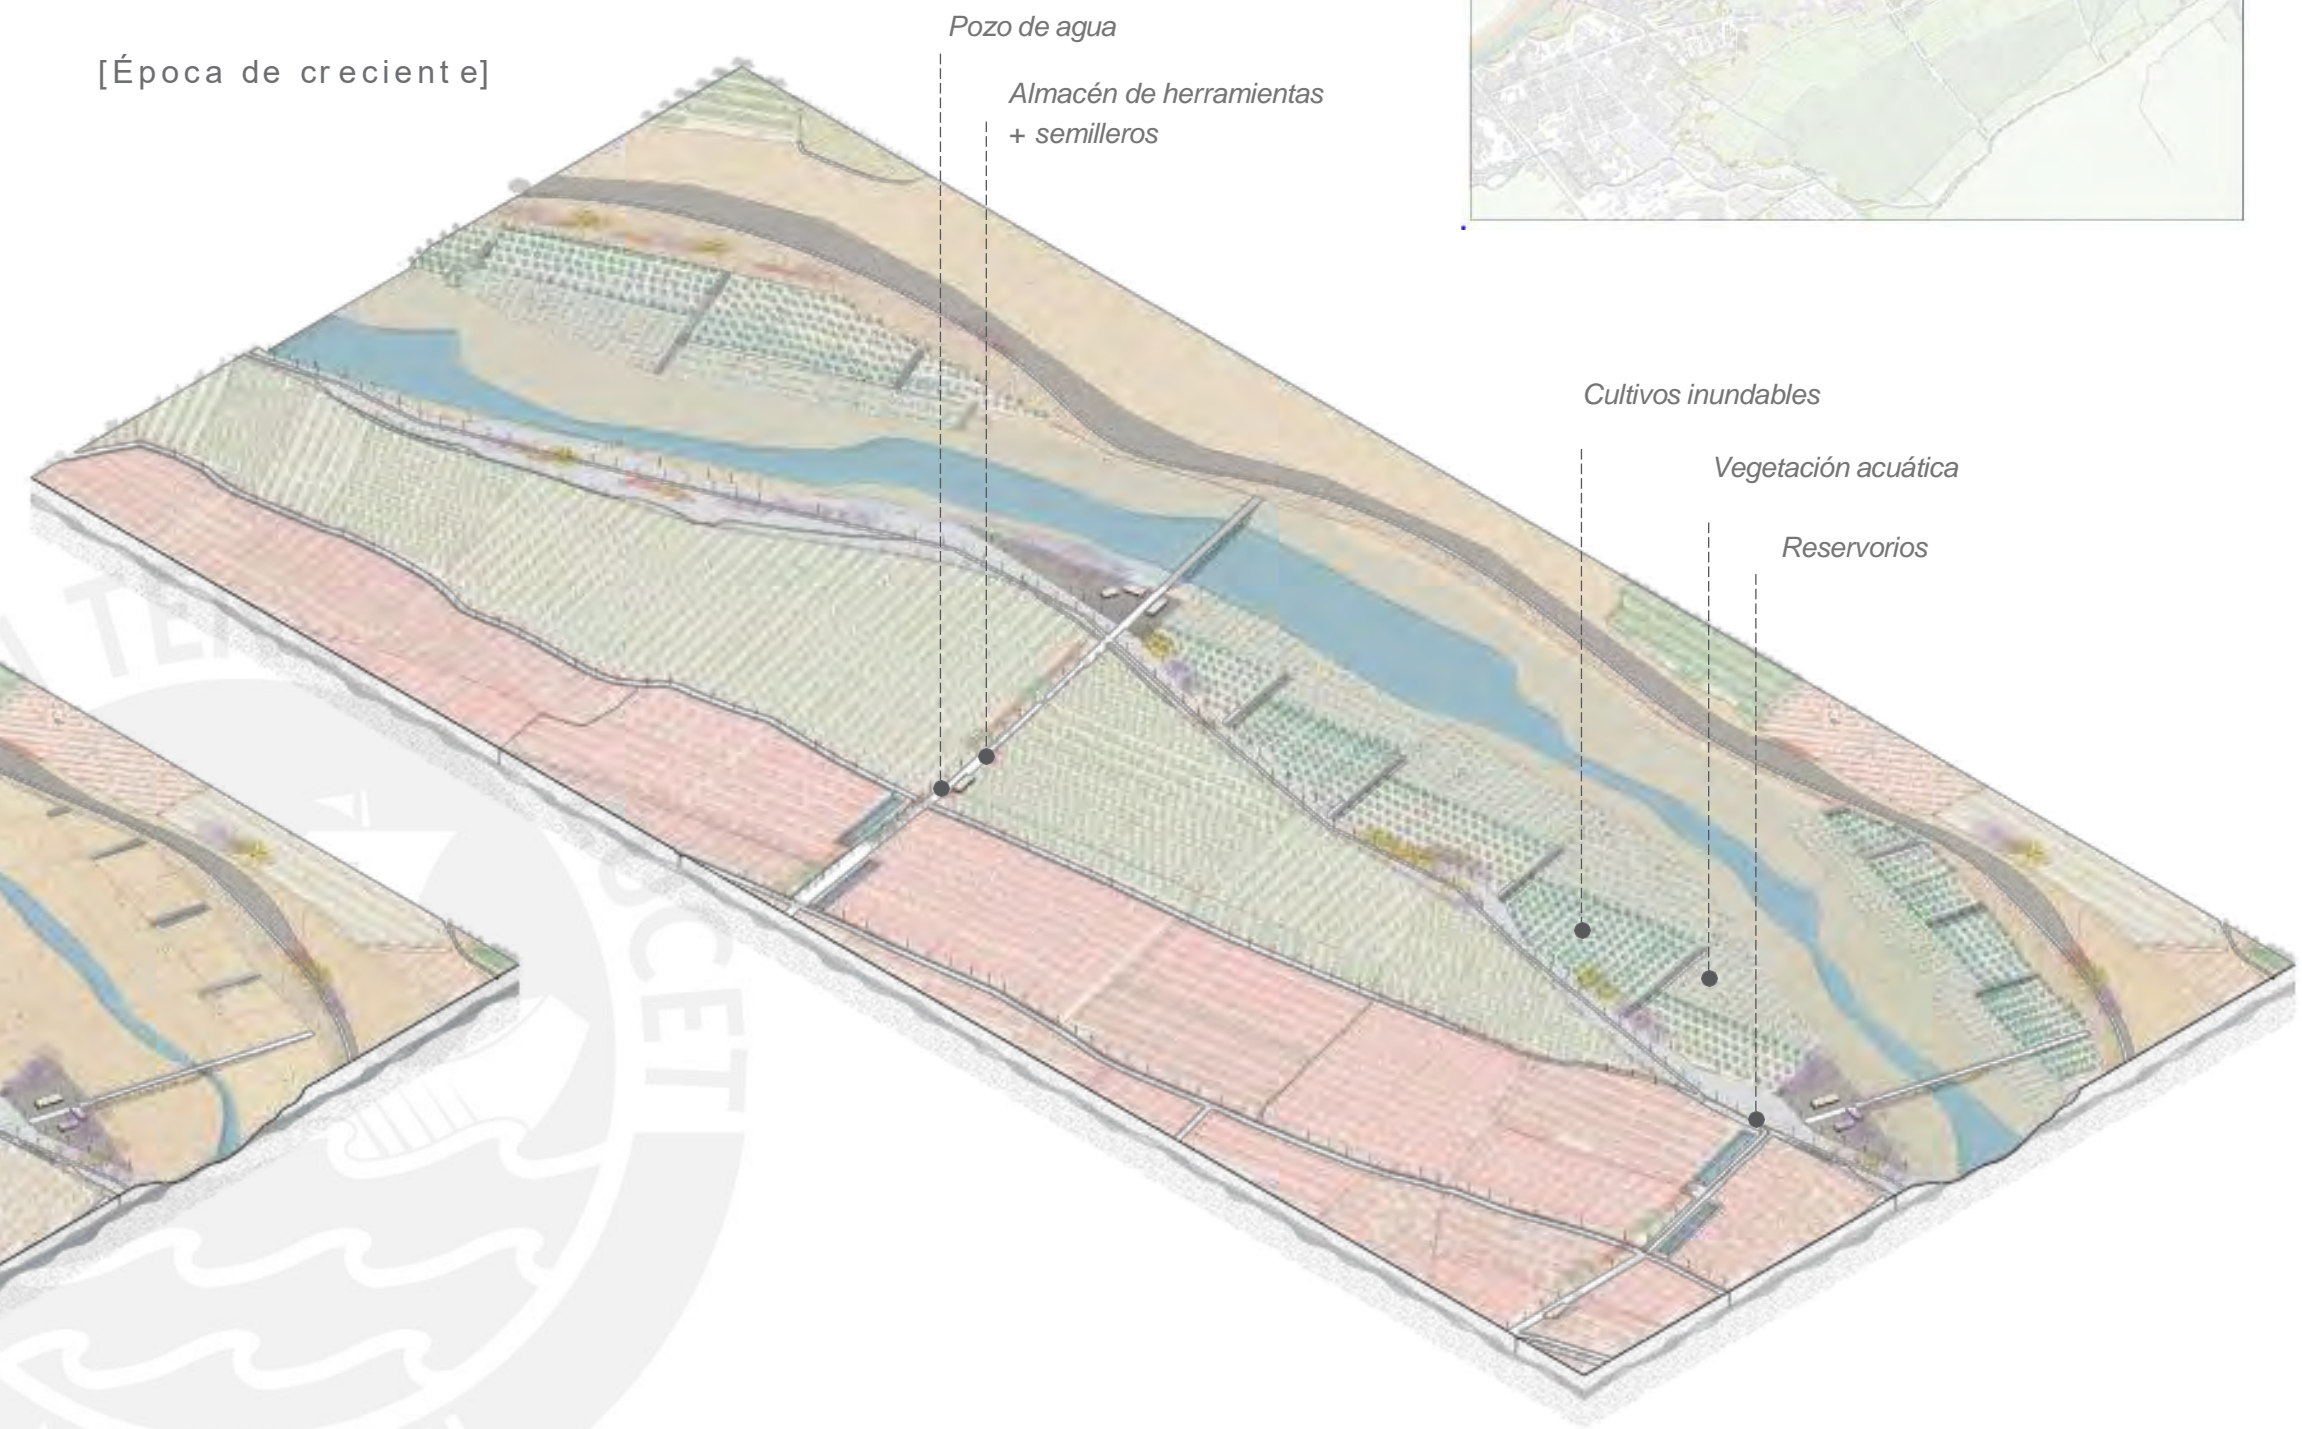 Pozo de agua
[Época de creciente]
Almacén de herramientas
+ semilleros
Cultivos inundables
Vegetación acuática
Reservorios